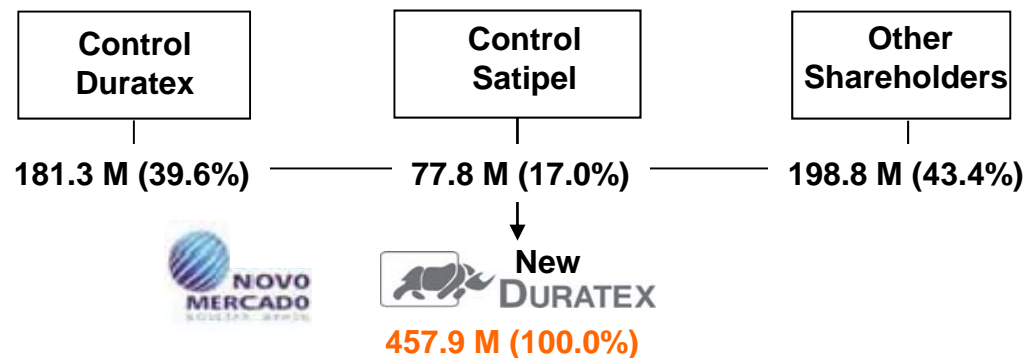 Control
Duratex
Control
Satipel
Other
Shareholders
181.3 M (39.6%)
77.8 M (17.0%)
198.8 M (43.4%)
NOVO
MERCADO
New
DURATEX
457.9 M (100.0%)